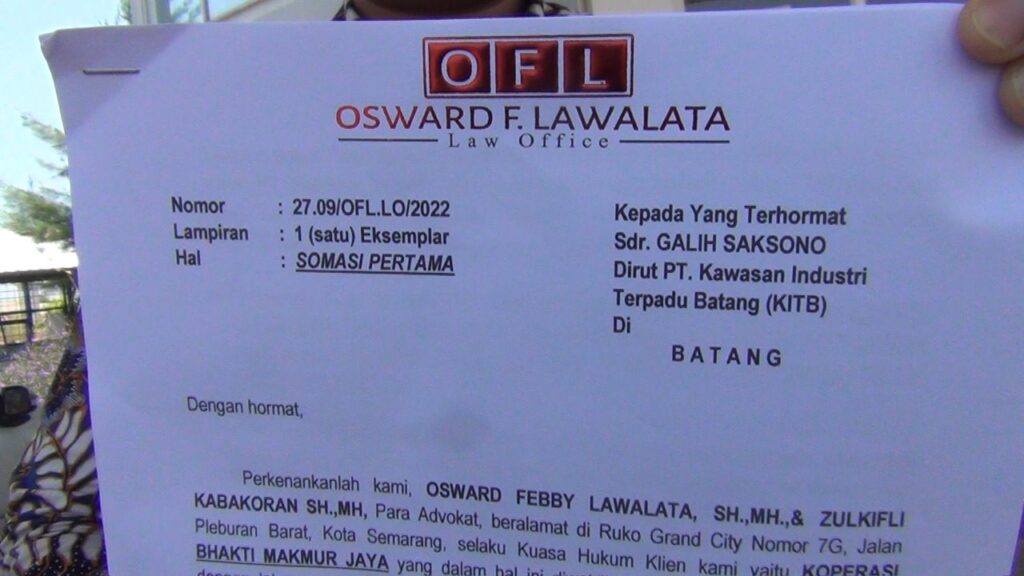 OFL
OSWARD F. LAWALATA
Law Office
Nomor : 27.09/OFL.LO/2022
Lampiran : 1 (satu) Eksemplar
Hal : SOMASI PERTAMA
Kepada Yang Terhormat
Sdr. GALIH SAKSONO
Dirut PT. Kawasan Industri
Terpadu Batang (KITB)
Di
BATANG
Dengan hormat,
Perkenankanlah kami, OSWARD FEBBY LAWALATA, SH.,MH.,& ZULKIFLI
KABAKORAN SH.,MH, Para Advokat, beralamat di Ruko Grand City Nomor 7G, Jalan
Pleburan Barat, Kota Semarang, selaku Kuasa Hukum Klien kami yaitu KOPERASI
BHAKTI MAKMUR JAYA yang dalam hal ini